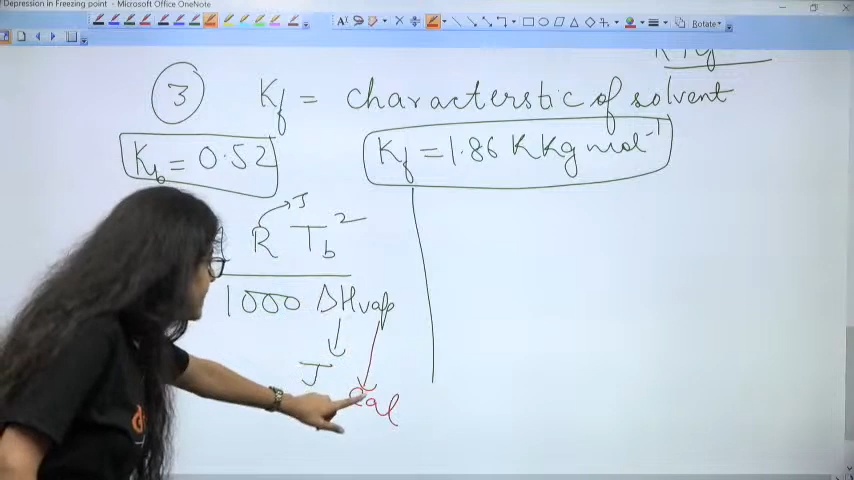 Depression in Freezing point - Microsoft OneNote
Rotate
3 Kf = characterstic of solvent
Kb = 0.52 Kf = 1.86 K Kg mol-1
J
R Tb2
1000 ΔHvap
J
Cal